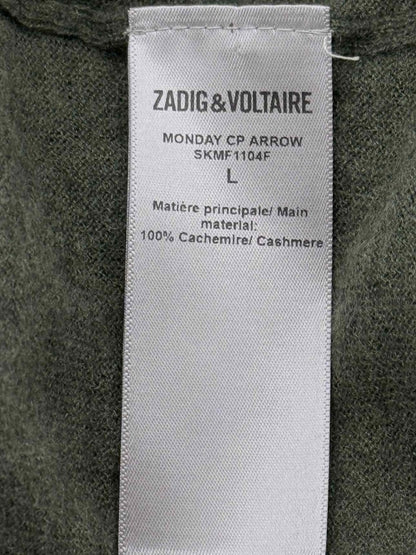 ZADIG&VOLTAIRE
MONDAY CP ARROW
SKMF1104F
L
Matière principale/ Main
material:
100% Cachemire/ Cashmere